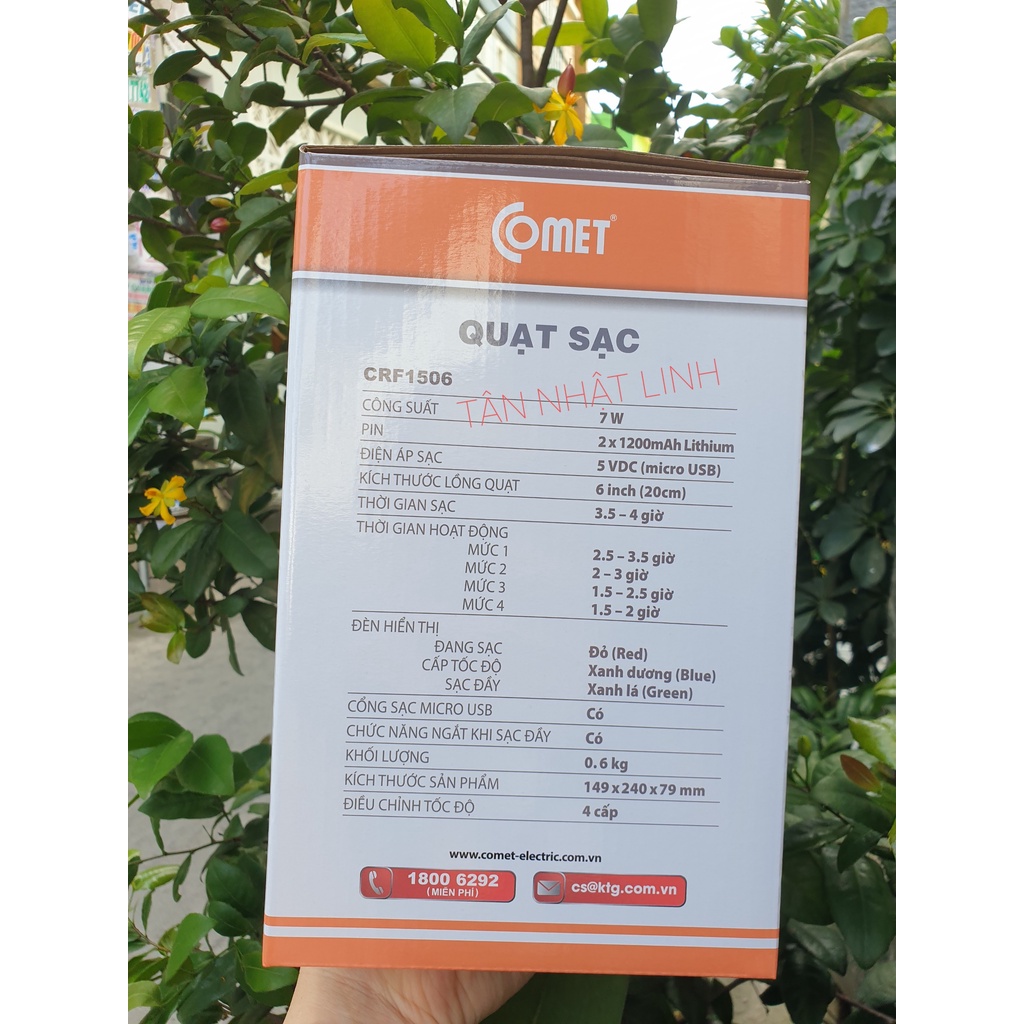 COMET®
QUẠT SẠC
CRF1506
TÂN NHẬT LINH
CÔNG SUẤT 7 W
PIN 2 x 1200mAh Lithium
ĐIỆN ÁP SẠC 5 VDC (micro USB)
KÍCH THƯỚC LỒNG QUẠT 6 inch (20cm)
THỜI GIAN SẠC 3.5 – 4 giờ
THỜI GIAN HOẠT ĐỘNG
MỨC 1 2.5 – 3.5 giờ
MỨC 2 2 – 3 giờ
MỨC 3 1.5 – 2.5 giờ
MỨC 4 1.5 – 2 giờ
ĐÈN HIỂN THỊ
ĐANG SẠC Đỏ (Red)
CẤP TỐC ĐỘ Xanh dương (Blue)
SẠC ĐẦY Xanh lá (Green)
CỔNG SẠC MICRO USB Có
CHỨC NĂNG NGẮT KHI SẠC ĐẦY Có
KHỐI LƯỢNG 0.6 kg
KÍCH THƯỚC SẢN PHẨM 149 x 240 x 79 mm
ĐIỀU CHỈNH TỐC ĐỘ 4 cấp
www.comet-electric.com.vn
1800 6292
(MIỄN PHÍ)
cs@kfg.com.vn